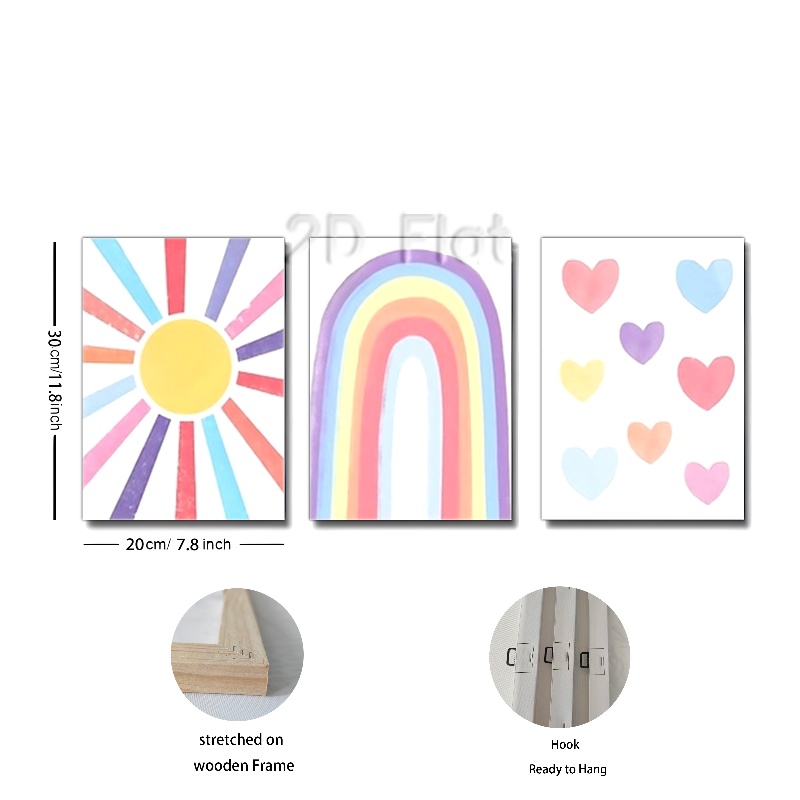 2D Flat
30cm/11.8inch
20cm/ 7.8 inch
stretched on
wooden Frame
Hook
Ready to Hang